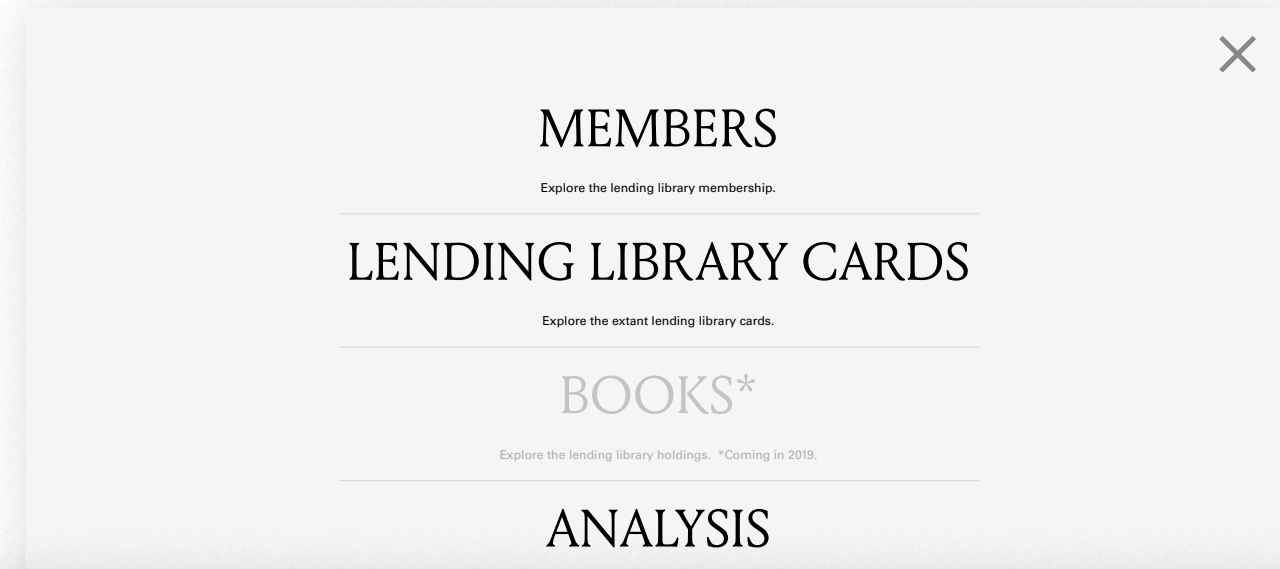 MEMBERS
Explore the lending library membership.
LENDING LIBRARY CARDS
Explore the extant lending library cards.
BOOKS*
Explore the lending library holdings. *Coming in 2019.
ANALYSIS